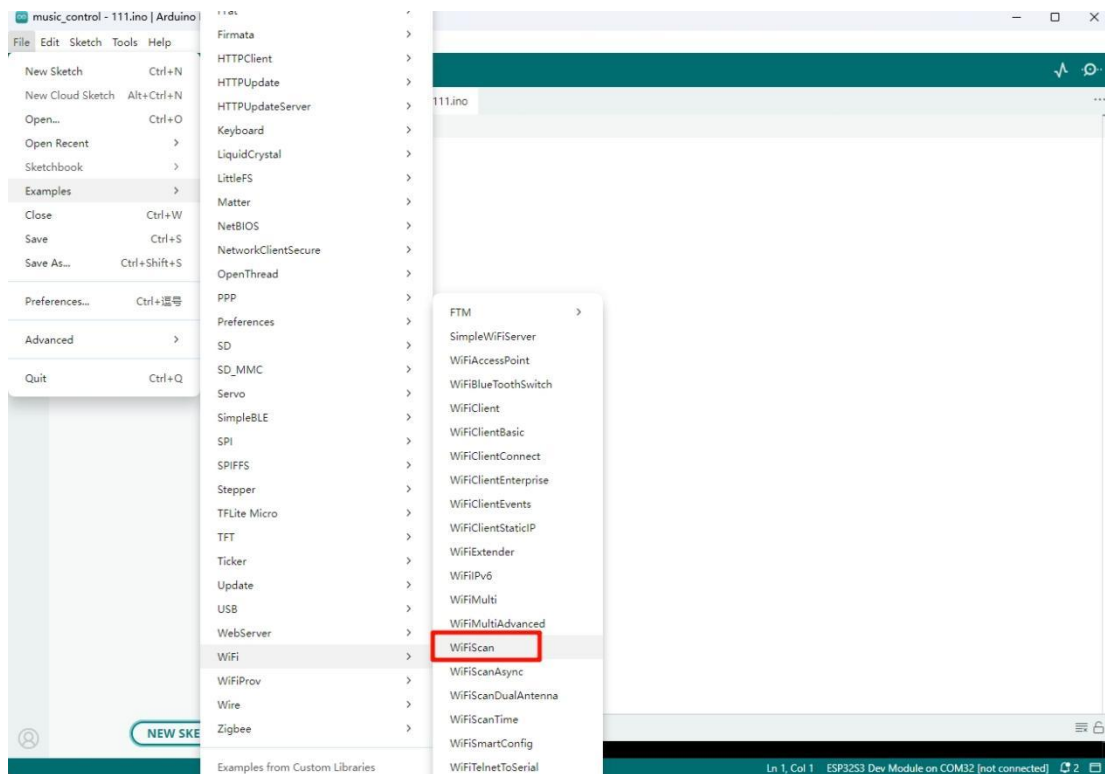 music_control - 111.ino | Arduino
File Edit Sketch Tools Help
New Sketch Ctrl+N
New Cloud Sketch Alt+Ctrl+N
Open... Ctrl+O
Open Recent
Sketchbook
Examples
Close Ctrl+W
Save Ctrl+S
Save As... Ctrl+Shift+S
Preferences... Ctrl+逗号
Advanced
Quit Ctrl+Q
Firmata
HTTPClient
HTTPUpdate
HTTPUpdateServer
Keyboard
LiquidCrystal
LittleFS
Matter
NetBIOS
NetworkClientSecure
OpenThread
PPP
Preferences
SD
SD_MMC
Servo
SimpleBLE
SPI
SPIFFS
Stepper
TFLite Micro
TFT
Ticker
Update
USB
WebServer
WiFi
WiFiProv
Wire
Zigbee
Examples from Custom Libraries
111.ino
FTM
SimpleWiFiServer
WiFiAccessPoint
WiFiBlueToothSwitch
WiFiClient
WiFiClientBasic
WiFiClientConnect
WiFiClientEnterprise
WiFiClientEvents
WiFiClientStaticIP
WiFiExtender
WiFiIPv6
WiFiMulti
WiFiMultiAdvanced
WiFiScan
WiFiScanAsync
WiFiScanDualAntenna
WiFiScanTime
WiFiSmartConfig
WiFiTelnetToSerial
NEW SKE
Ln 1, Col 1 ESP32S3 Dev Module on COM32 [not connected] 2